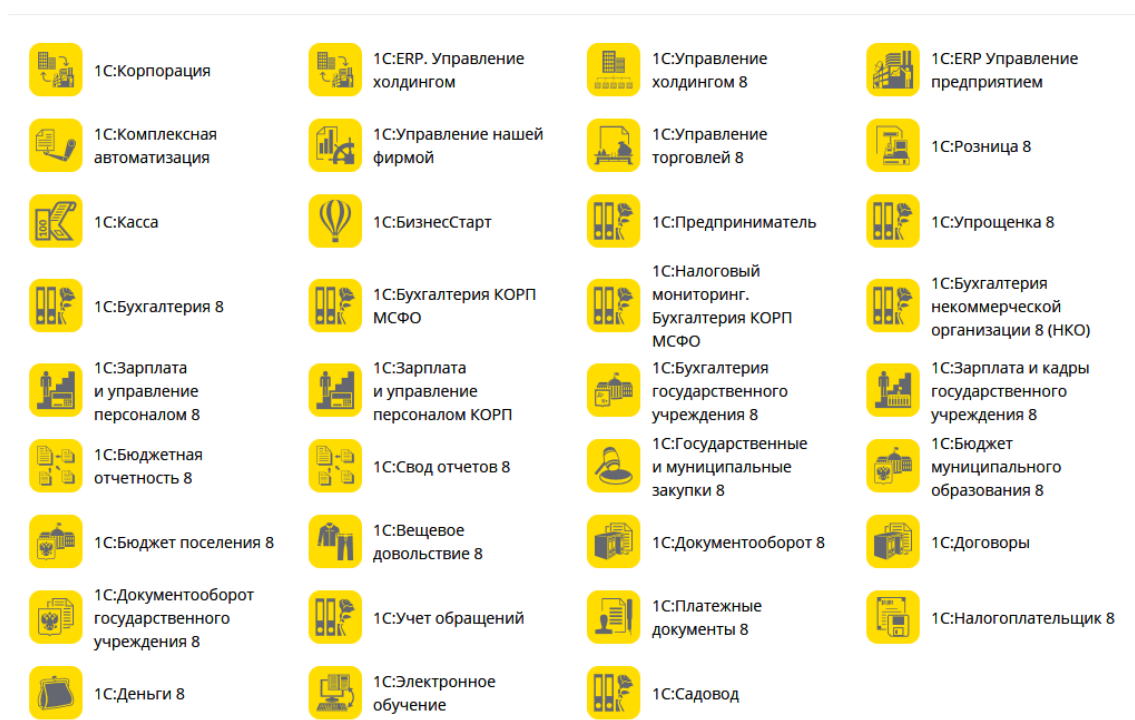 1С:Корпорация
1С:ERP. Управление
холдингом
1С:Управление
холдингом 8
1С:ERP Управление
предприятием
1С:Комплексная
автоматизация
1С:Управление нашей
фирмой
1С:Управление
торговлей 8
1С:Розница 8
100
1С:Касса
1С:БизнесСтарт
1С:Предприниматель
1С:Упрощенка 8
1С:Бухгалтерия 8
1С:Бухгалтерия КОРП
МСФО
1С:Налоговый
мониторинг.
Бухгалтерия КОРП
МСФО
1С:Бухгалтерия
некоммерческой
организации 8 (НКО)
1С:Зарплата
и управление
персоналом 8
1С:Зарплата
и управление
персоналом КОРП
1С:Бухгалтерия
государственного
учреждения 8
1С:Зарплата и кадры
государственного
учреждения 8
1С:Бюджетная
отчетность 8
1С:Свод отчетов 8
1С:Государственные
и муниципальные
закупки 8
1С:Бюджет
муниципального
образования 8
1С:Бюджет поселения 8
1С:Вещевое
довольствие 8
1С:Документооборот 8
1С:Договоры
1С:Документооборот
государственного
учреждения 8
1С:Учет обращений
1С:Платежные
документы 8
1С:Налогоплательщик 8
1С:Деньги 8
1С:Электронное
обучение
1С:Садовод